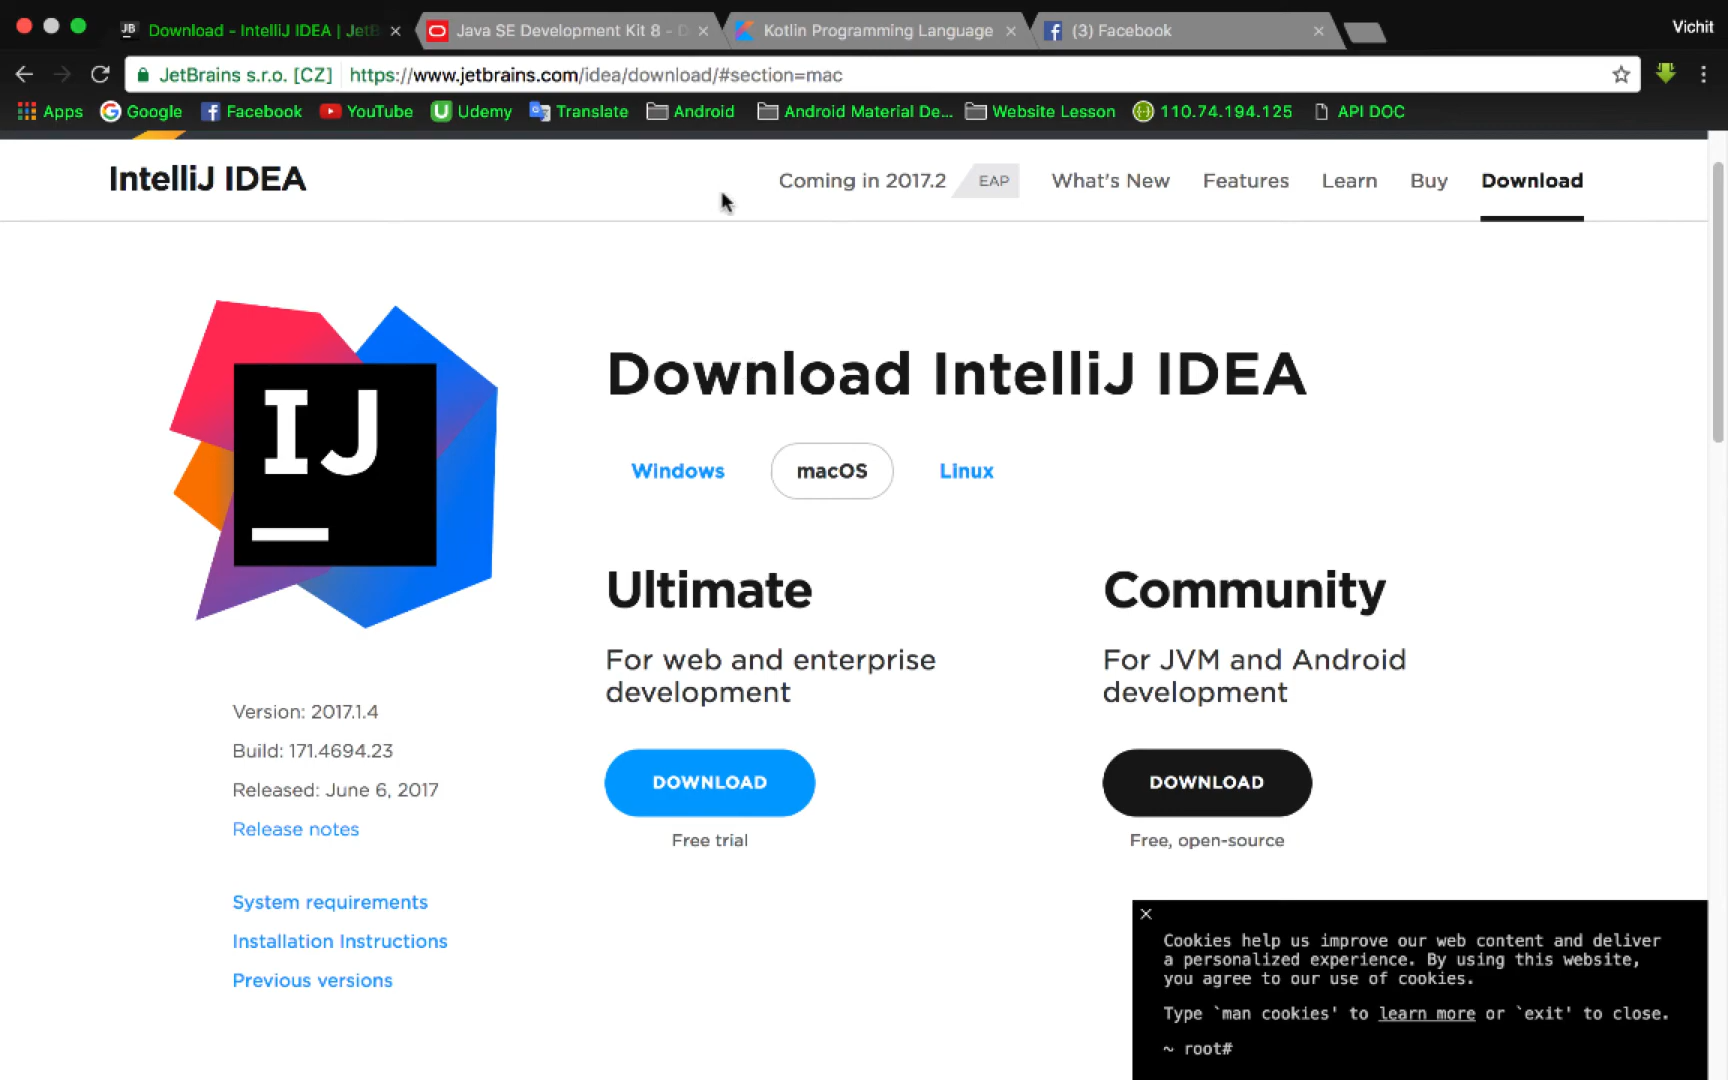 Download - IntelliJ IDEA | JetB
Java SE Development Kit 8 - D
Kotlin Programming Language
(3) Facebook
Vichit
JetBrains s.r.o. [CZ]
https://www.jetbrains.com/idea/download/#section=mac
Apps
Google
Facebook
YouTube
Udemy
Translate
Android
Android Material De...
Website Lesson
110.74.194.125
API DOC
IntelliJ IDEA
Coming in 2017.2
EAP
What's New
Features
Learn
Buy
Download
IJ
Download IntelliJ IDEA
Windows
macOS
Linux
Ultimate
For web and enterprise
development
DOWNLOAD
Free trial
Community
For JVM and Android
development
DOWNLOAD
Free, open-source
Version: 2017.1.4
Build: 171.4694.23
Released: June 6, 2017
Release notes
System requirements
Installation Instructions
Previous versions
Cookies help us improve our web content and deliver
a personalized experience. By using this website,
you agree to our use of cookies.
Type `man cookies' to learn more or `exit' to close.
~ root#